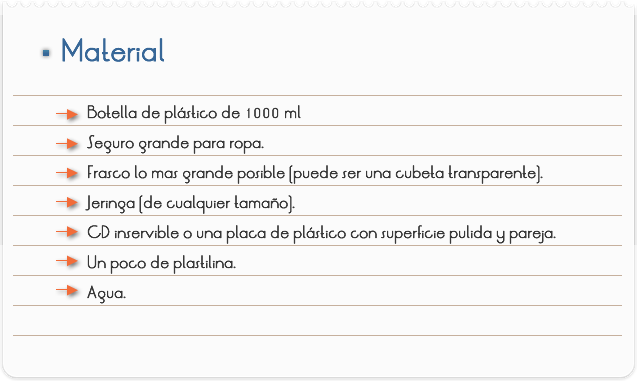 Material
Botella de plástico de 1000 ml
Seguro grande para ropa.
Frasco lo mas grande posible (puede ser una cubeta transparente).
Jeringa (de cualquier tamaño).
CD inservible o una placa de plástico con superficie pulida y pareja.
Un poco de plastilina.
Agua.